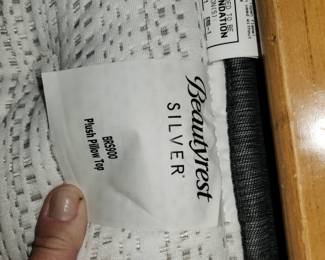 Beautyrest
SILVER®
BRS900
Plush Pillow Top
FOUNDATION